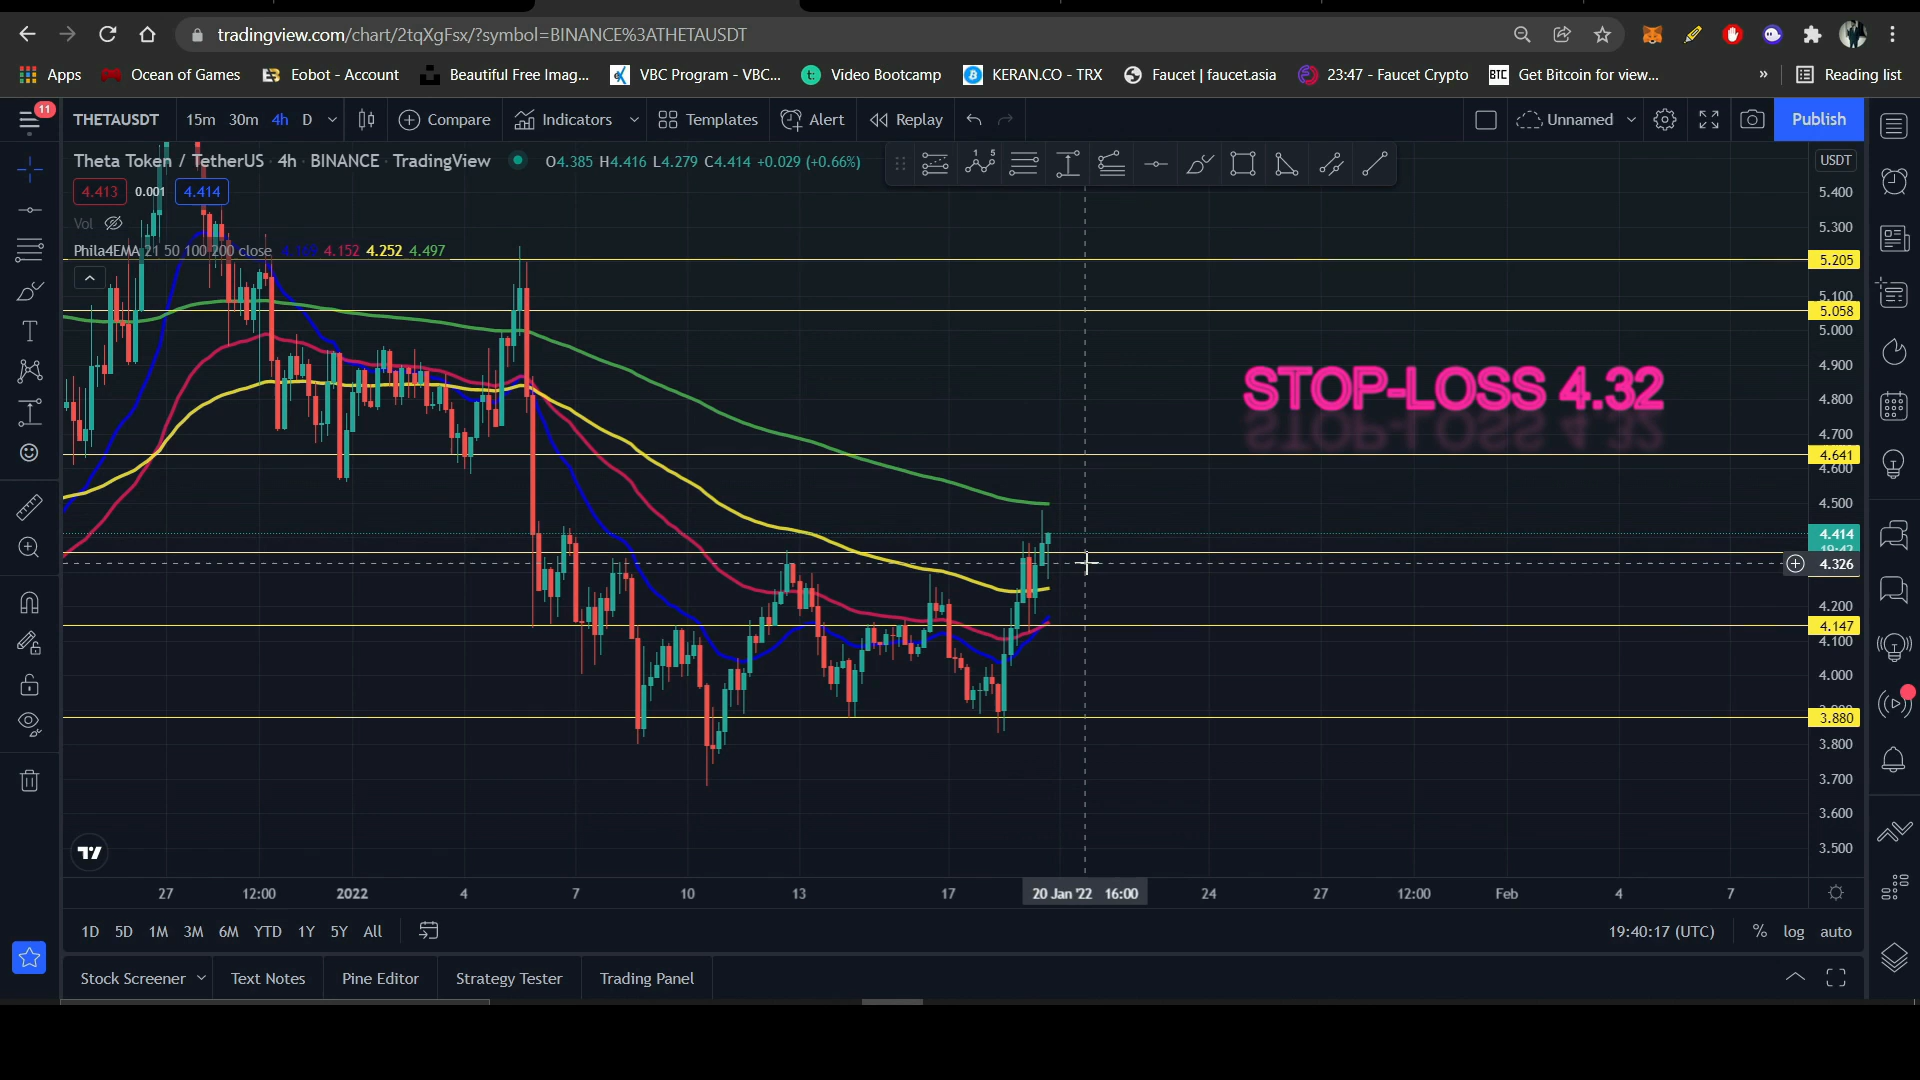 tradingview.com/chart/2tqXgFsx/?symbol=BINANCE%3ATHETAUSDT
Apps Ocean of Games Eobot - Account Beautiful Free Imag... VBC Program - VBC... Video Bootcamp KERAN.CO - TRX Faucet | faucet.asia 23:47 - Faucet Crypto Get Bitcoin for view... » Reading list
11 THETAUSDT 15m 30m 4h D Compare Indicators Templates Alert Replay Unnamed Publish
Theta Token / TetherUS · 4h · BINANCE · TradingView O4.385 H4.416 L4.279 C4.414 +0.029 (+0.66%) USDT
4.413 0.001 4.414
Vol
Phila4EMA 21 50 100 200 close 4.169 4.152 4.252 4.497
5.400
5.300
5.205
5.100
5.058
5.000
4.900
4.800
STOP-LOSS 4.32
4.700
4.641
4.600
4.500
4.414
19:42
4.326
4.200
4.147
4.100
4.000
3.880
3.800
3.700
3.600
3.500
27 12:00 2022 4 7 10 13 17 20 Jan '22 16:00 24 27 12:00 Feb 4 7
1D 5D 1M 3M 6M YTD 1Y 5Y All 19:40:17 (UTC) % log auto
Stock Screener Text Notes Pine Editor Strategy Tester Trading Panel